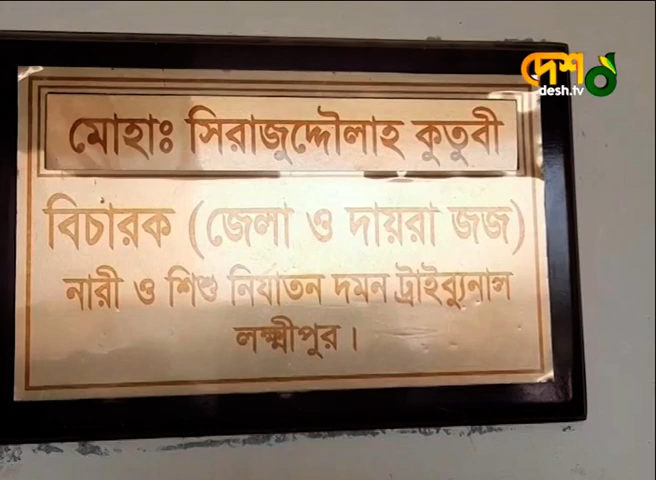 দেশ
desh.tv
মোহাঃ সিরাজুদ্দৌলাহ কুতুবী
বিচারক (জেলা ও দায়রা জজ)
নারী ও শিশু নির্যাতন দমন ট্রাইব্যুনাল
লক্ষ্মীপুর।